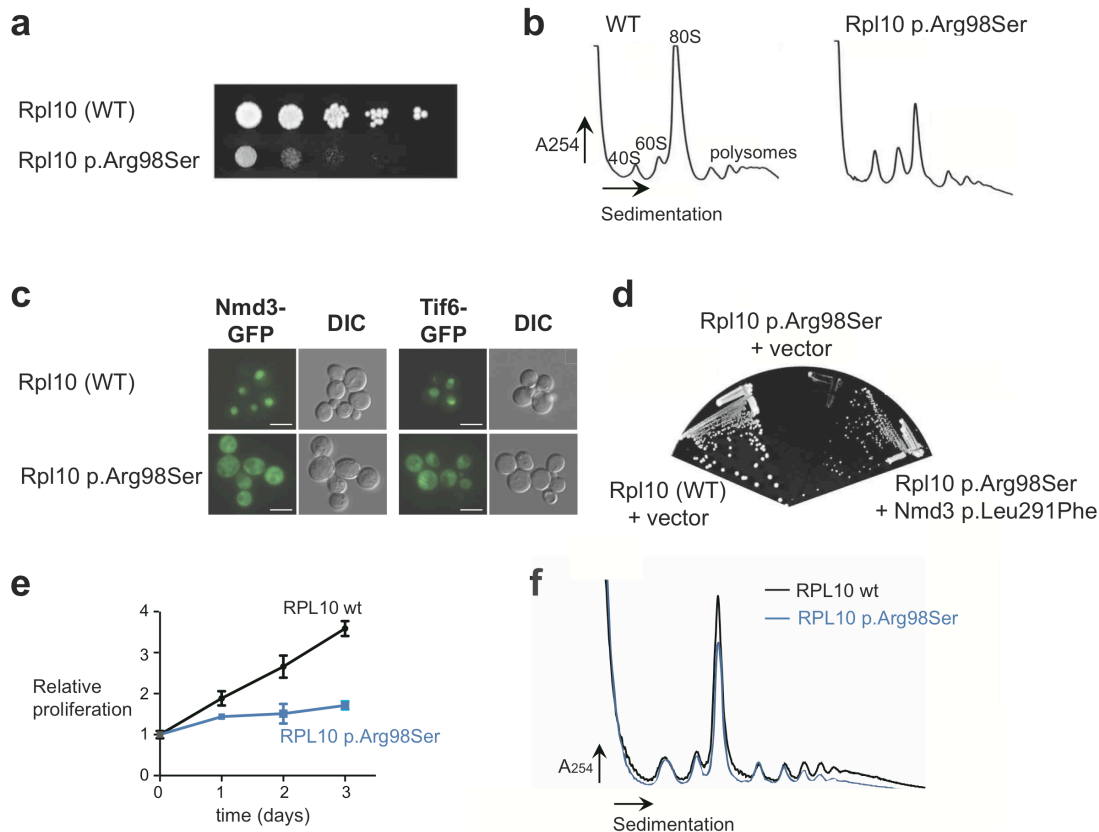 a
Rpl10 (WT)
Rpl10 p.Arg98Ser
b
WT
Rpl10 p.Arg98Ser
80S
A254
40S
60S
polysomes
Sedimentation
c
Nmd3-
GFP
DIC
Tif6-
GFP
DIC
Rpl10 (WT)
Rpl10 p.Arg98Ser
d
Rpl10 p.Arg98Ser
+ vector
Rpl10 (WT)
+ vector
Rpl10 p.Arg98Ser
+ Nmd3 p.Leu291Phe
e
4
3
2
1
0
Relative
proliferation
RPL10 wt
RPL10 p.Arg98Ser
0 1 2 3
time (days)
f
RPL10 wt
RPL10 p.Arg98Ser
A254
Sedimentation